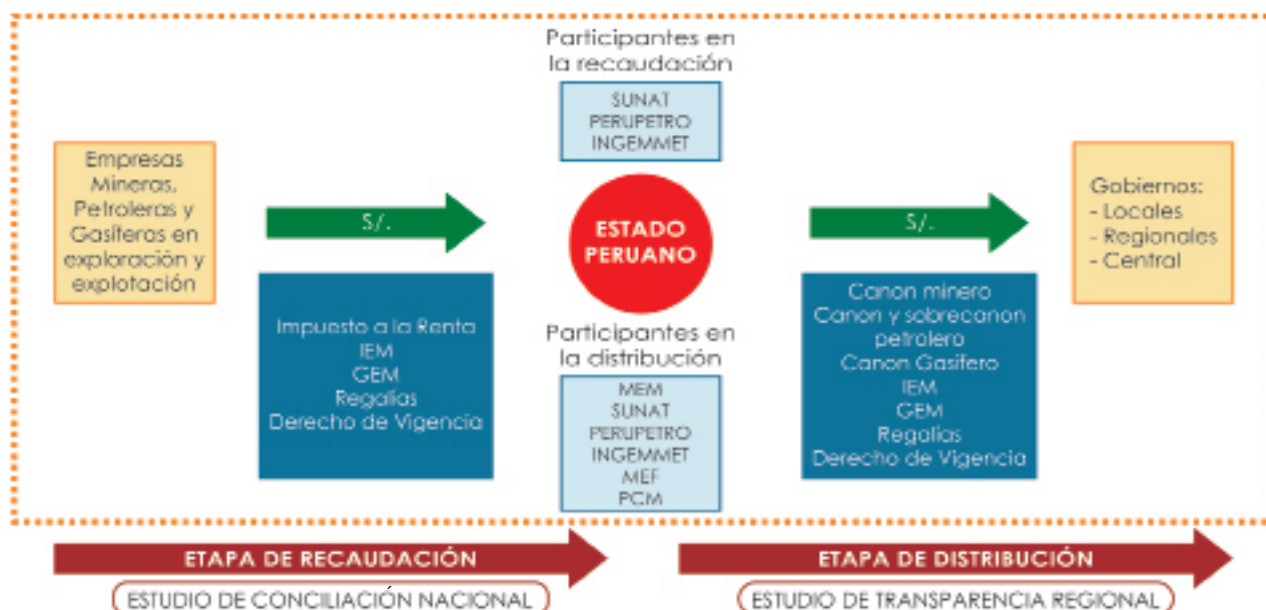 Participantes en
la recaudación
SUNAT
PERUPETRO
INGEMMET
Empresas
Mineras,
Petroleras y
Gasíferas en
exploración y
explotación
S/.
Impuesto a la Renta
IEM
GEM
Regalías
Derecho de Vigencia
ESTADO
PERUANO
Participantes en
la distribución
MEM
SUNAT
PERUPETRO
INGEMMET
MEF
PCM
S/.
Canon minero
Canon y sobrecanon
petrolero
Canon Gasífero
IEM
GEM
Regalías
Derecho de Vigencia
Gobiernos:
- Locales
- Regionales
- Central
ETAPA DE RECAUDACIÓN
ESTUDIO DE CONCILIACIÓN NACIONAL
ETAPA DE DISTRIBUCIÓN
ESTUDIO DE TRANSPARENCIA REGIONAL